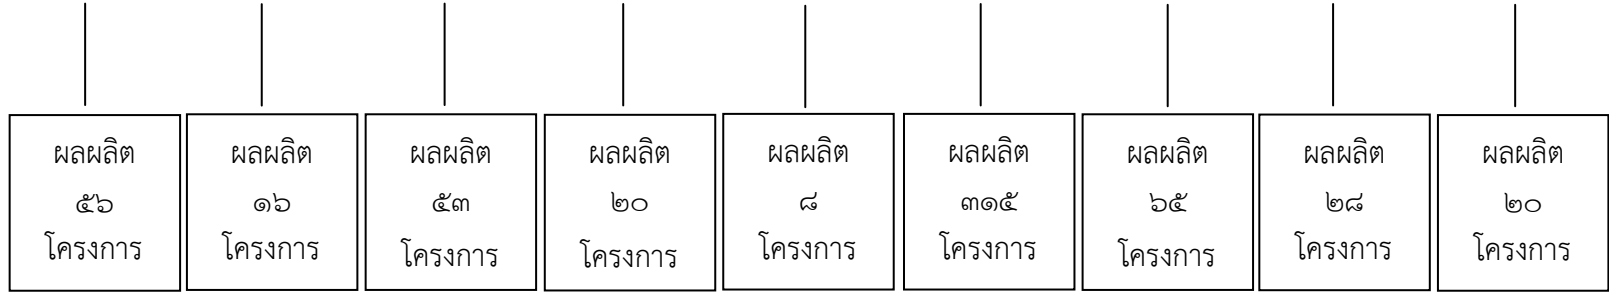 ผลผลิต
๕๖
โครงการ
ผลผลิต
๑๖
โครงการ
ผลผลิต
๕๓
โครงการ
ผลผลิต
๒๐
โครงการ
ผลผลิต
๘
โครงการ
ผลผลิต
๓๑๕
โครงการ
ผลผลิต
๖๕
โครงการ
ผลผลิต
๒๘
โครงการ
ผลผลิต
๒๐
โครงการ